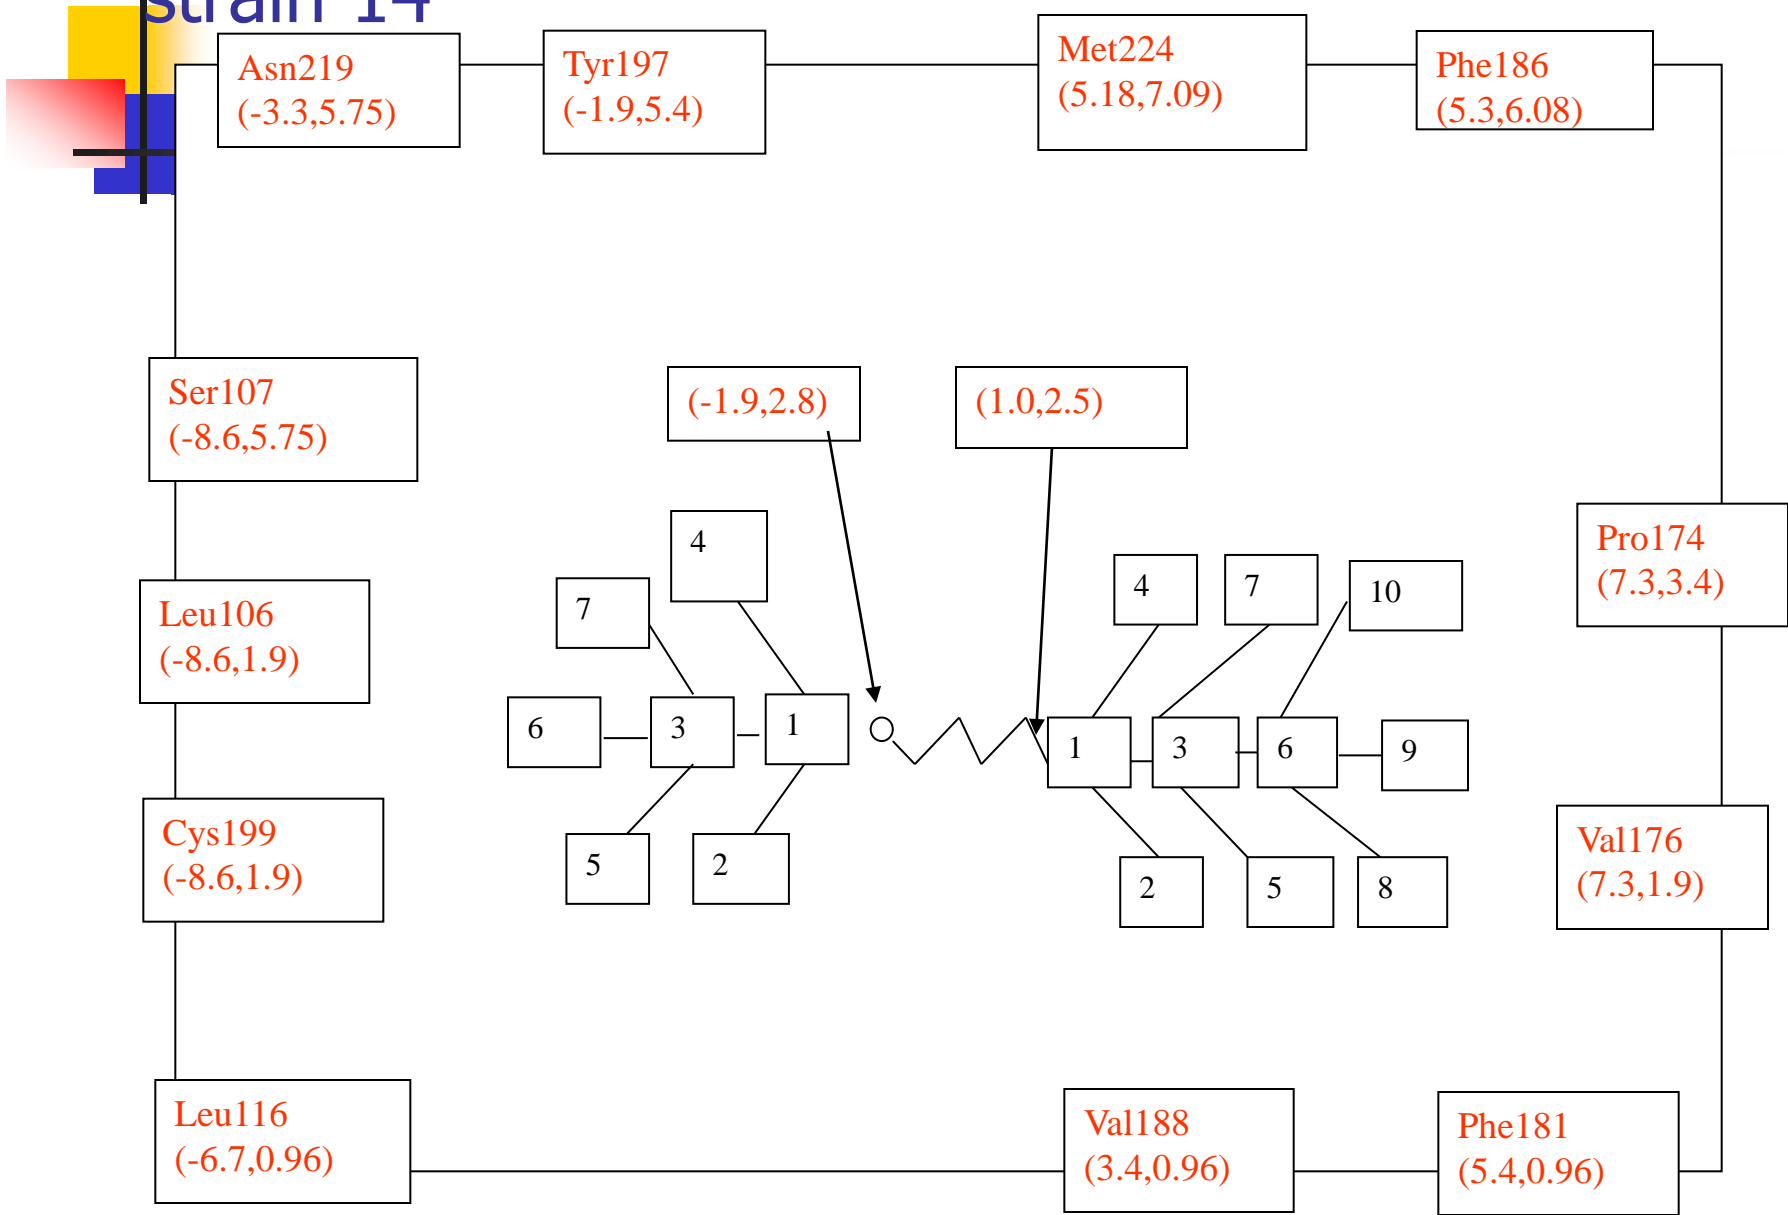 strain 14
Asn219
(-3.3,5.75)
Tyr197
(-1.9,5.4)
Met224
(5.18,7.09)
Phe186
(5.3,6.08)
Ser107
(-8.6,5.75)
(-1.9,2.8)
(1.0,2.5)
Pro174
(7.3,3.4)
Leu106
(-8.6,1.9)
4
7
6
3
1
5
2
4
7
10
1
3
6
9
2
5
8
Cys199
(-8.6,1.9)
Val176
(7.3,1.9)
Leu116
(-6.7,0.96)
Val188
(3.4,0.96)
Phe181
(5.4,0.96)